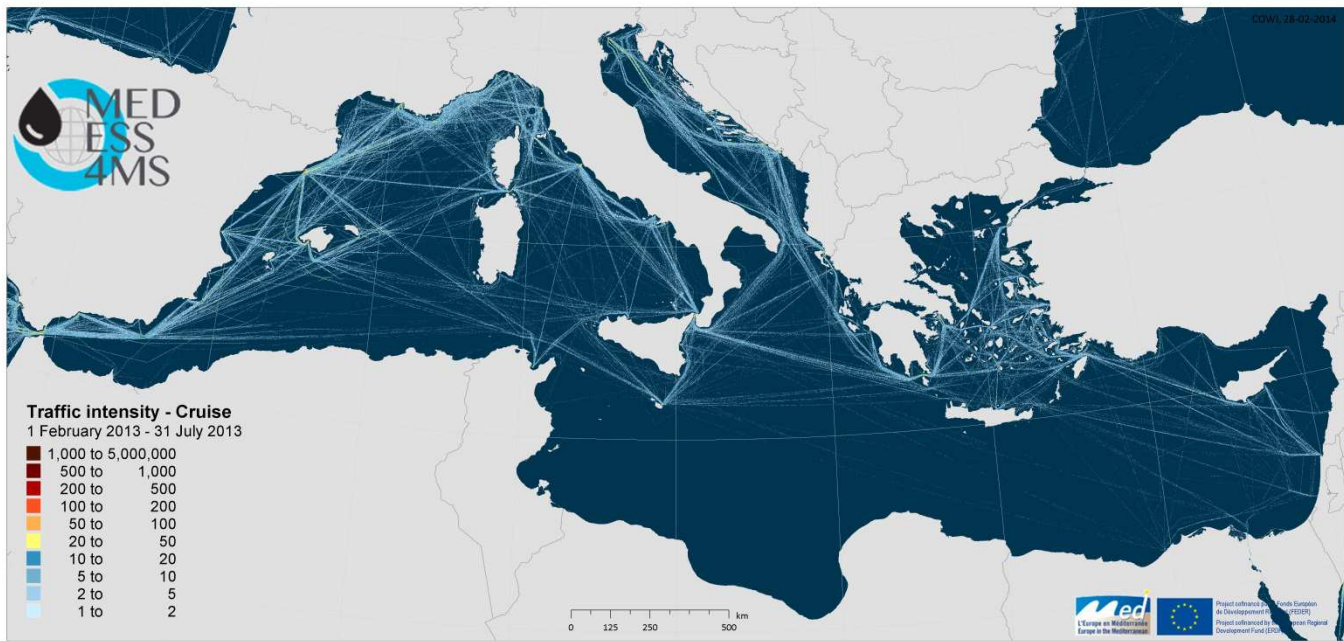 COWI, 28-02-2014
MED
ESS
4MS
Traffic intensity - Cruise
1 February 2013 - 31 July 2013
1,000 to 5,000,000
500 to 1,000
200 to 500
100 to 200
50 to 100
20 to 50
10 to 20
5 to 10
2 to 5
1 to 2
km
0 125 250 500
Med
L'Europe en Méditerranée
Europe in the Mediterranean
Project cofinancé Fonds Européen
de Développement (FEDER)
Project cofinanced by European Regional
Development Fund (ERDF)